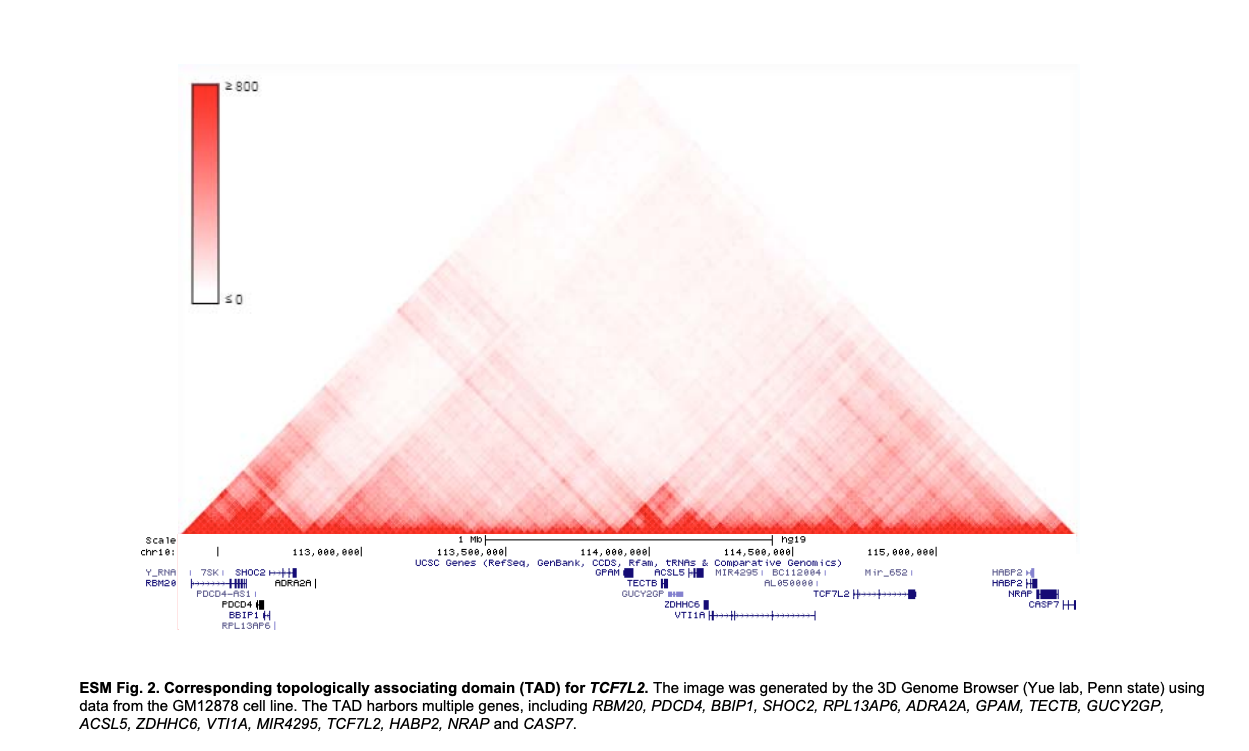 ≥800
≤0
Scale 1 Mb hg19
chr10: 113,000,000 113,500,000 114,000,000 114,500,000 115,000,000
UCSC Genes (RefSeq, GenBank, CCDS, Rfam, tRNAs & Comparative Genomics)
Y_RNA 7SK SHOC2 GPAM ACSL5 MIR4295 BC112004 Mir_652 HABP2
RBM20 ADRA2A TECTB AL050000 HABP2
PDCD4-AS1 GUCY2GP TCF7L2 NRAP
PDCD4 ZDHHC6 CASP7
BBIP1 VTI1A
RPL13AP6
ESM Fig. 2. Corresponding topologically associating domain (TAD) for TCF7L2. The image was generated by the 3D Genome Browser (Yue lab, Penn state) using
data from the GM12878 cell line. The TAD harbors multiple genes, including RBM20, PDCD4, BBIP1, SHOC2, RPL13AP6, ADRA2A, GPAM, TECTB, GUCY2GP,
ACSL5, ZDHHC6, VTI1A, MIR4295, TCF7L2, HABP2, NRAP and CASP7.